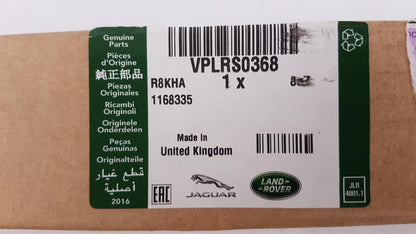 Genuine
Parts
Pièces
d'Origine
純正部品
Piezas
Originales
Ricambi
Originali
Originele
Onderdelen
Peças
Genuínas
Originalteile
قطع غيار
أصلية
2016
VPLRS0368
1 x
R8KHA
1168335
Made in
United Kingdom
EAC
JAGUAR
LAND-
ROVER
JLR
4001.1